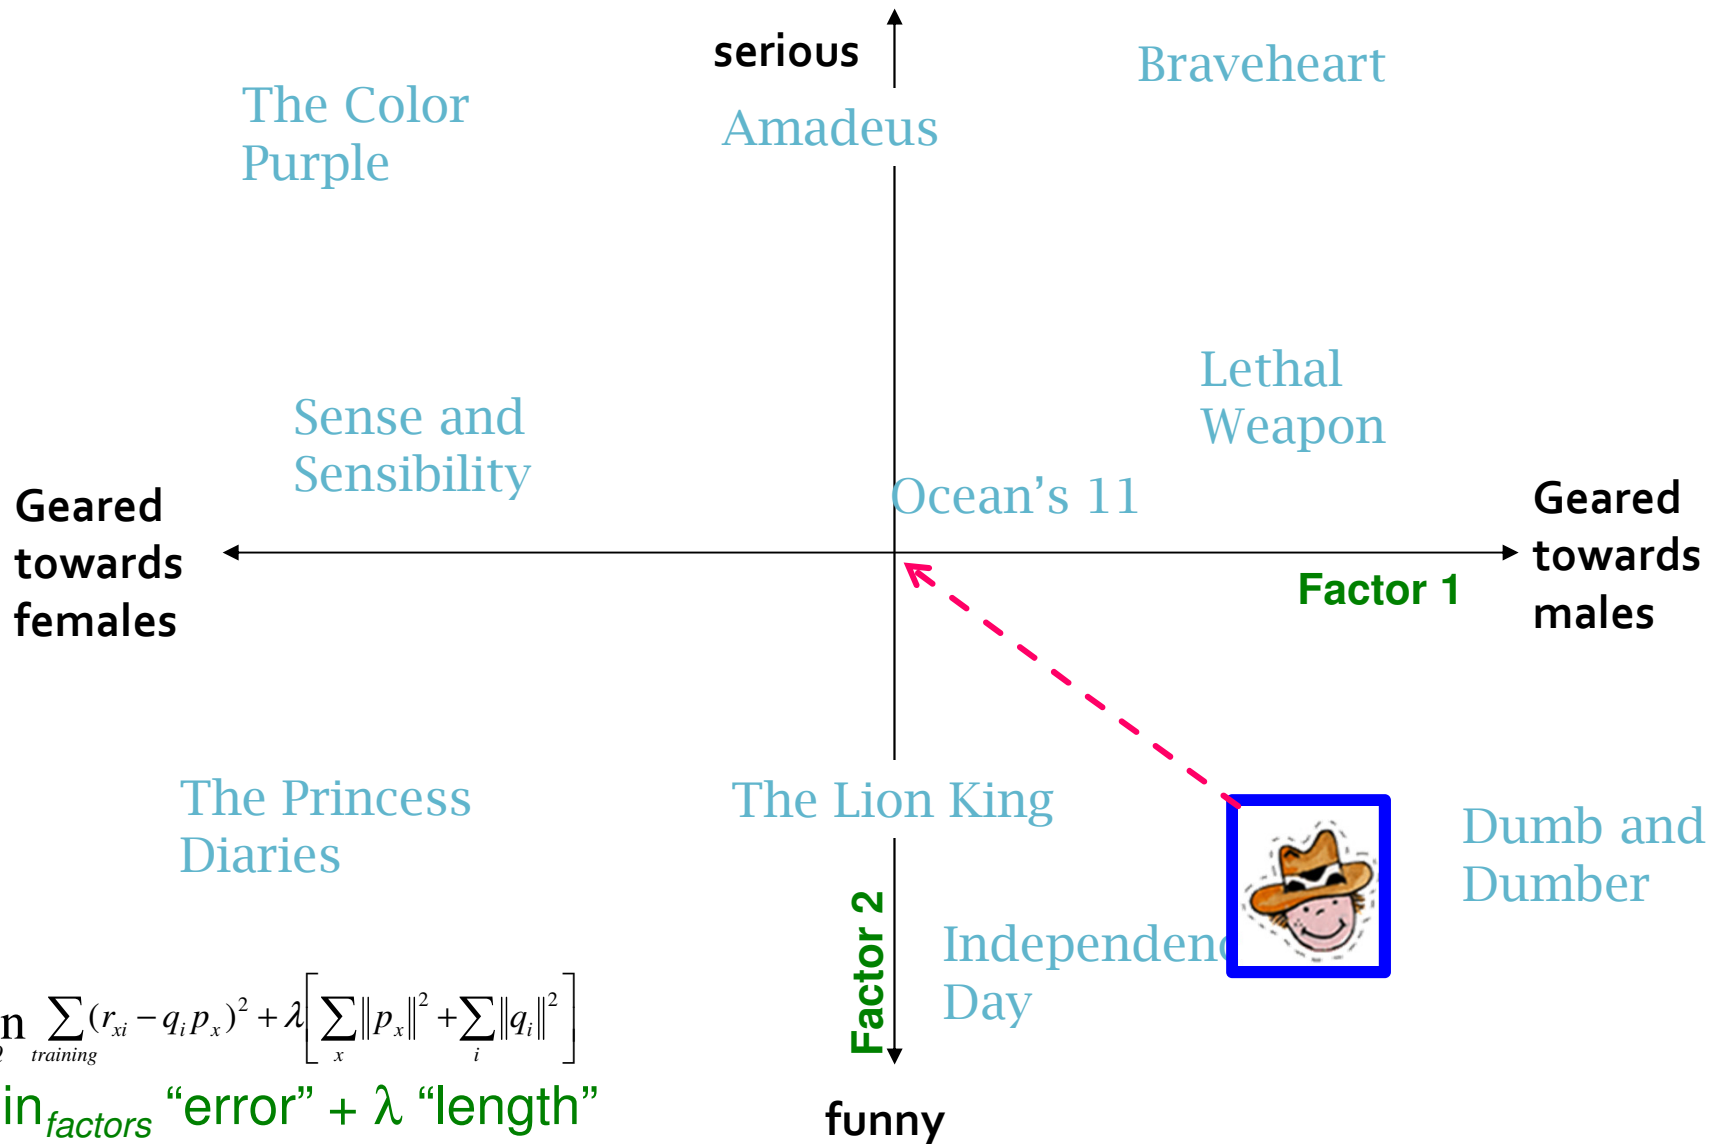 serious
Braveheart
The Color
Purple
Amadeus
Lethal
Weapon
Sense and
Sensibility
Ocean’s 11
Geared
towards
females
Geared
towards
males
Factor 1
The Princess
Diaries
The Lion King
Dumb and
Dumber
Factor 2
Independenc
Day
n ∑ (r_xi − q_i p_x)² + λ[ ∑ ‖p_x‖² + ∑ ‖q_i‖² ]
training x i
in factors “error” + λ “length”
funny